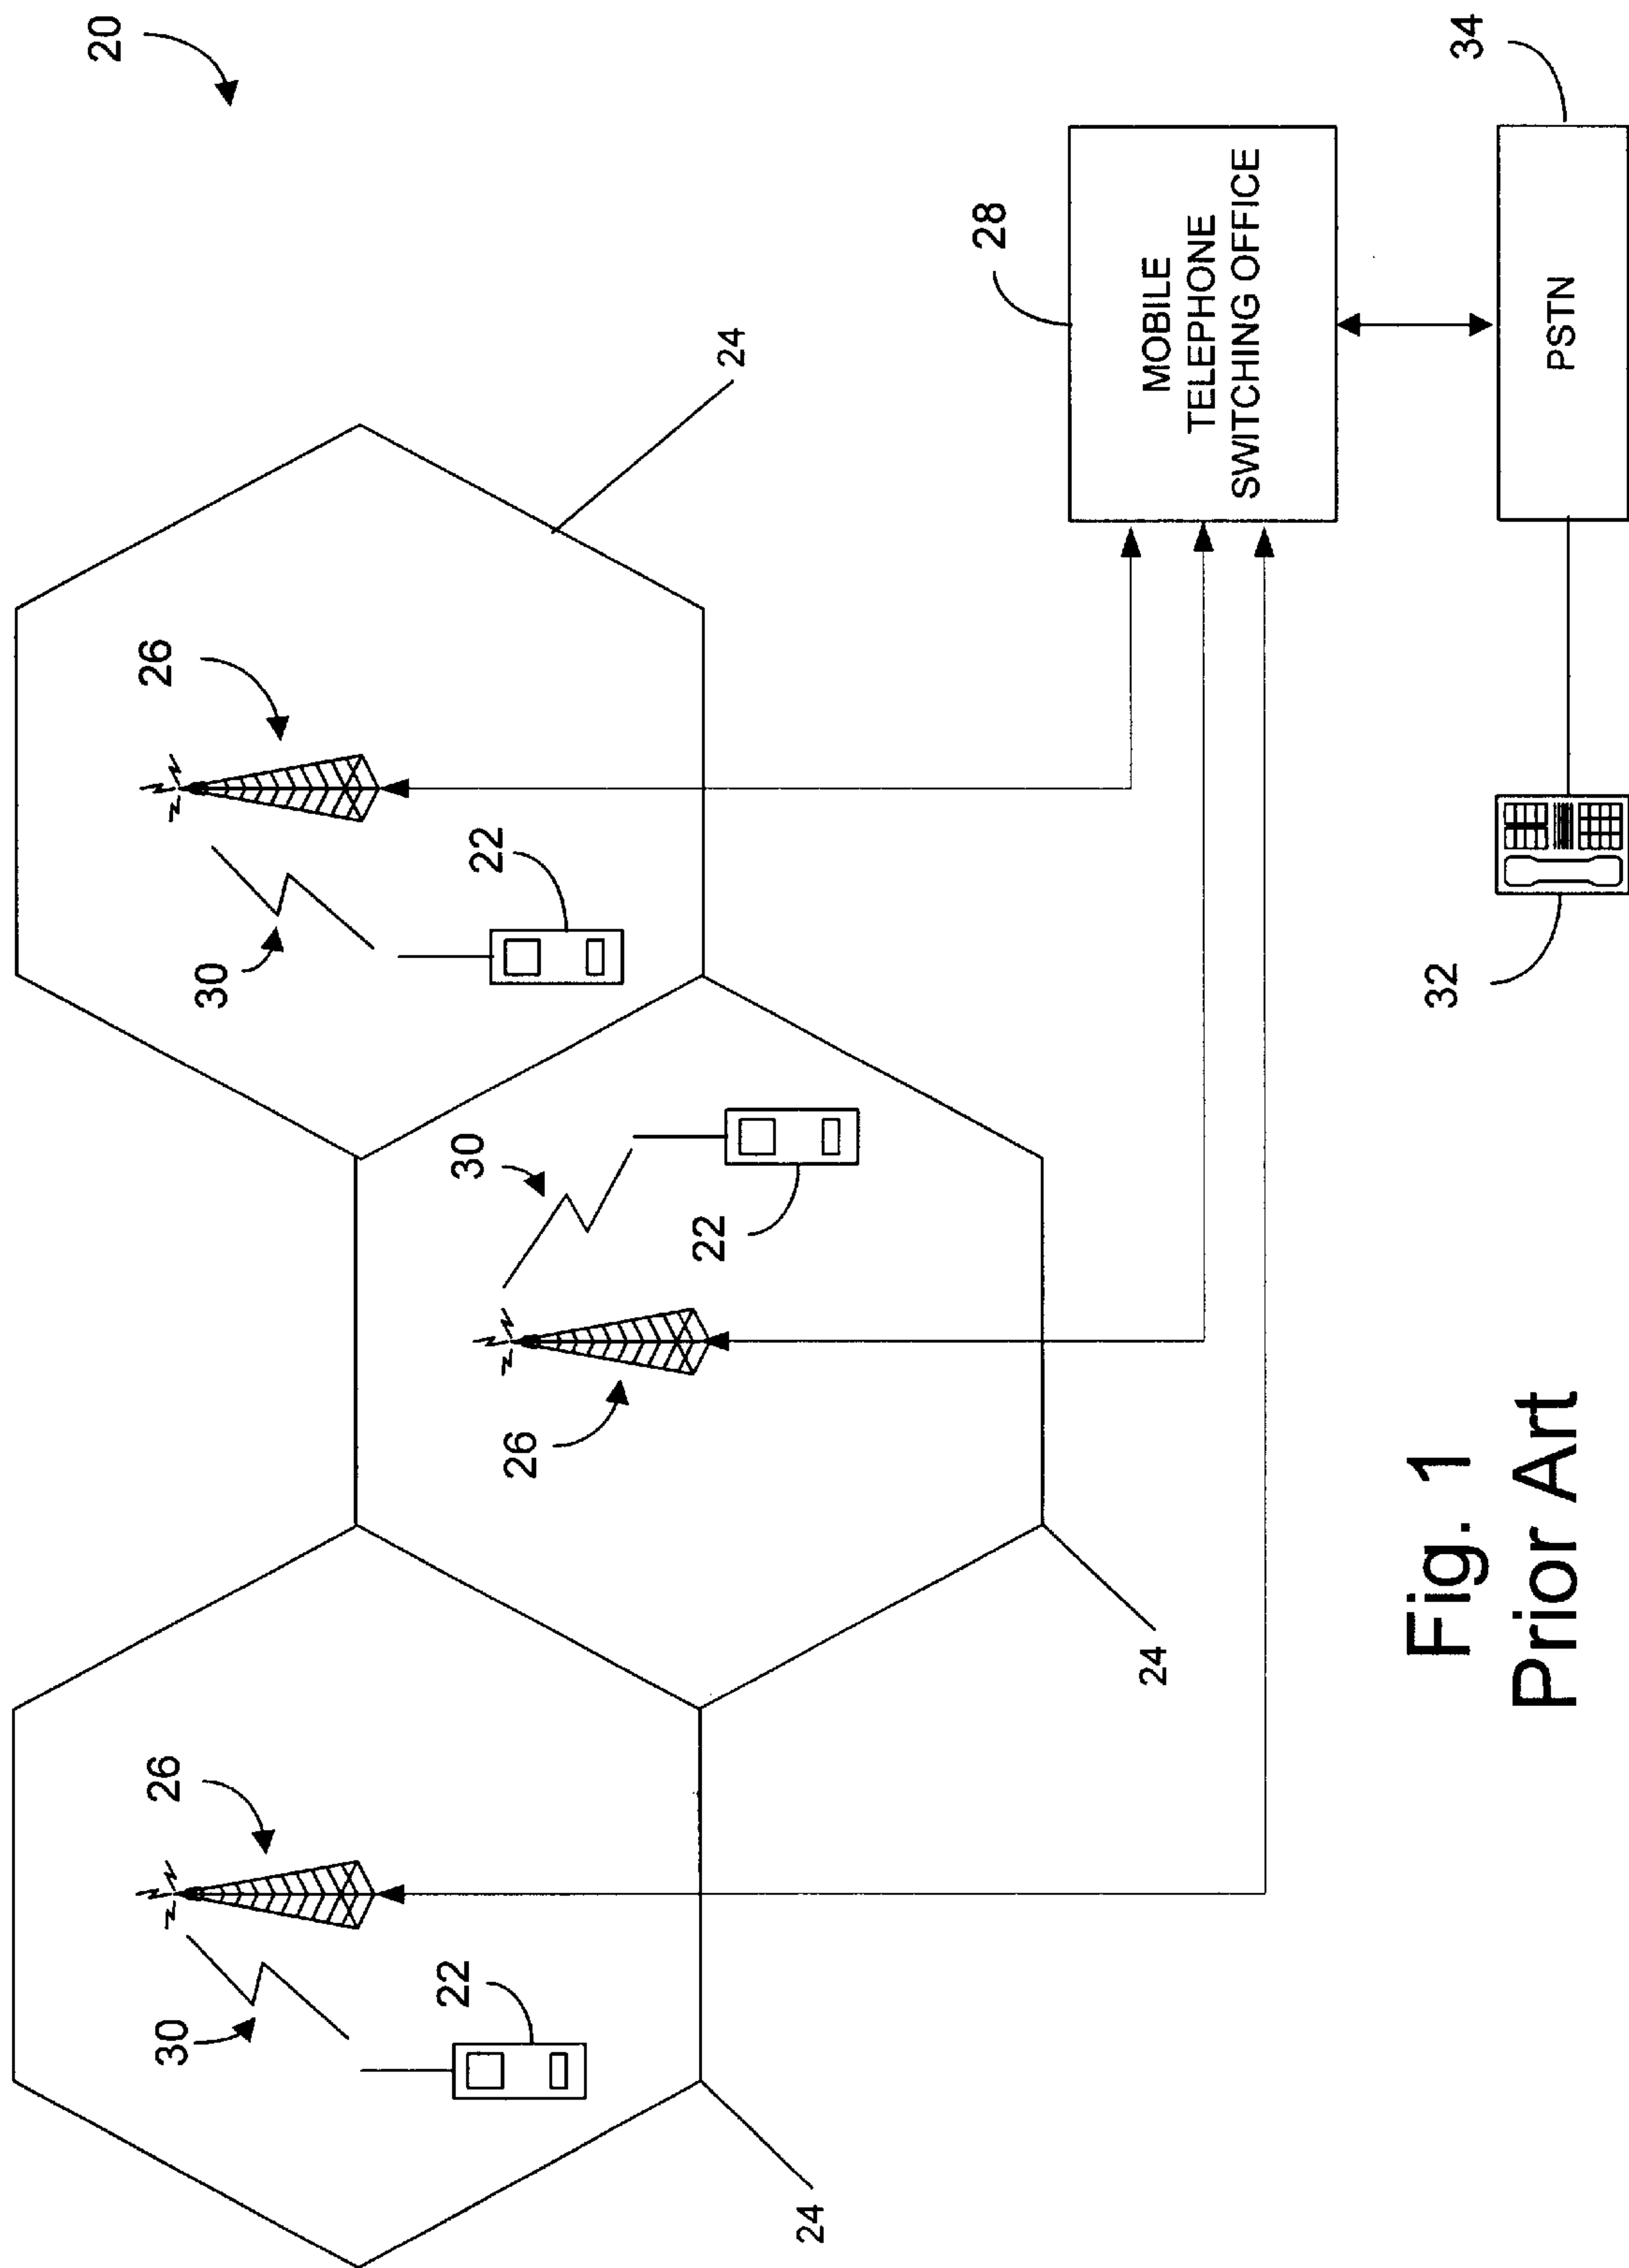 20
26
26
30
30
22
30
22
26
22
24
24
28
24
MOBILE
TELEPHONE
SWITCHING OFFICE
32
34
PSTN
Fig. 1
Prior Art